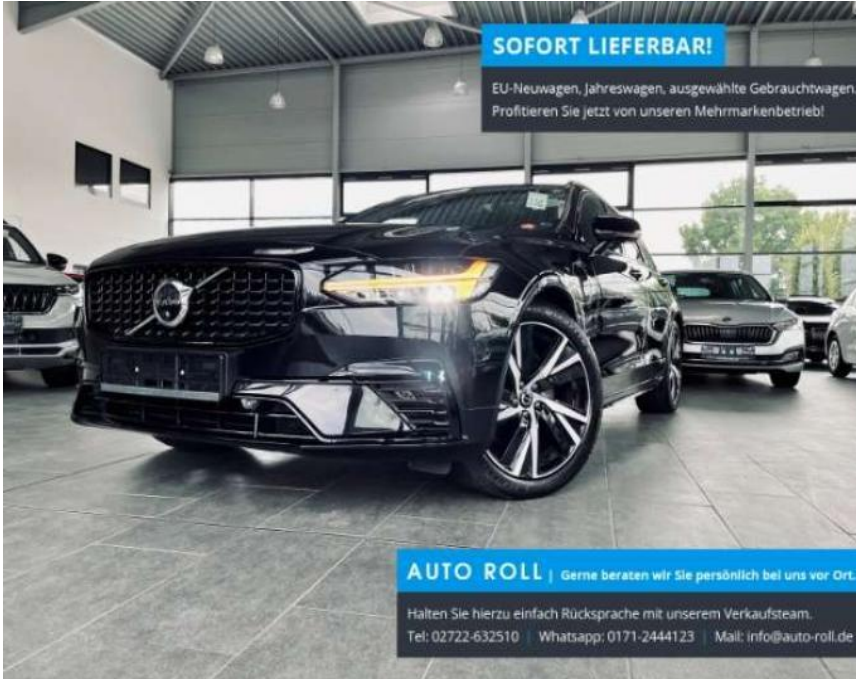 SOFORT LIEFERBAR!
EU-Neuwagen, Jahreswagen, ausgewählte Gebrauchtwagen.
Profitieren Sie jetzt von unseren Mehrmarkenbetrieb!
AUTO ROLL | Gerne beraten wir Sie persönlich bei uns vor Ort.
Halten Sie hierzu einfach Rücksprache mit unserem Verkaufsteam.
Tel: 02722-632510 | Whatsapp: 0171-2444123 | Mail: info@auto-roll.de